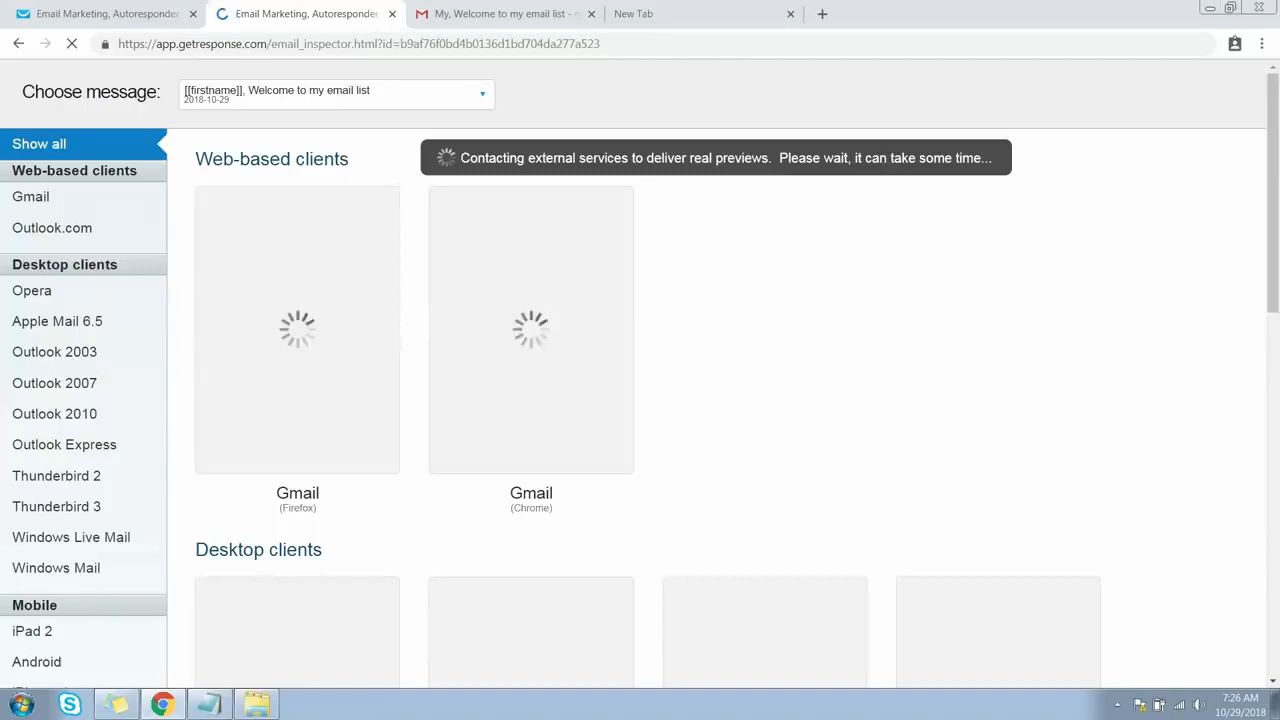 Email Marketing, Autoresponder
Email Marketing, Autoresponder
My, Welcome to my email list -
New Tab
https://app.getresponse.com/email_inspector.html?id=b9af76f0bd4b0136d1bd704da277a523
Choose message:
[[firstname]], Welcome to my email list
2018-10-29
Show all
Web-based clients
Gmail
Outlook.com
Desktop clients
Opera
Apple Mail 6.5
Outlook 2003
Outlook 2007
Outlook 2010
Outlook Express
Thunderbird 2
Thunderbird 3
Windows Live Mail
Windows Mail
Mobile
iPad 2
Android
Web-based clients
Contacting external services to deliver real previews. Please wait, it can take some time...
Gmail
(Firefox)
Gmail
(Chrome)
Desktop clients
7:26 AM
10/29/2018